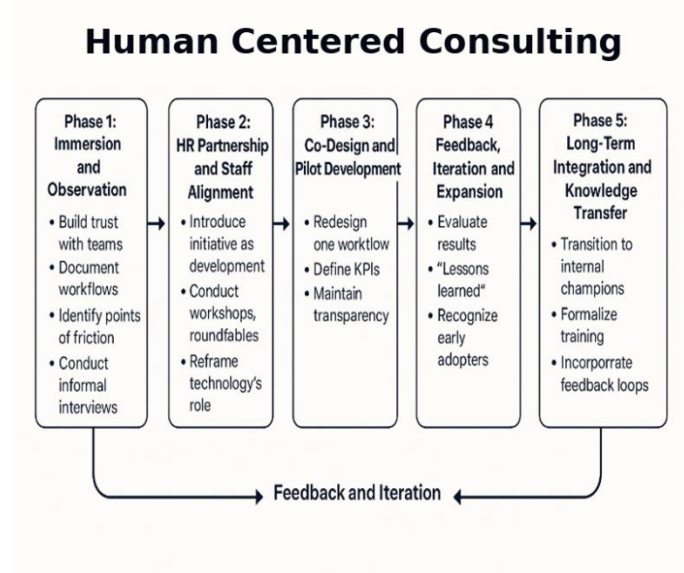 Human Centered Consulting
Phase 1:
Immersion
and
Observation
• Build trust
with teams
• Document
workflows
• Identify points
of friction
• Conduct
informal
interviews
Phase 2:
HR Partnership
and Staff
Alignment
• Introduce
initiative as
development
• Conduct
workshops,
roundfables
• Reframe
technology's
role
Phase 3:
Co-Design and
Pilot Development
• Redesign
one worktlow
• Define KPIs
• Maintain
transparency
Phase 4
Feedback,
Iteration and
Expansion
• Evaluate
results
• "Lessons
learned"
• Recognize
early
adopters
Phase 5:
Long-Term
Integration and
Knowledge
Transfer
• Transition to
internal
champions
• Formalize
training
• Incorporrate
feedback loops
Feedback and Iteration